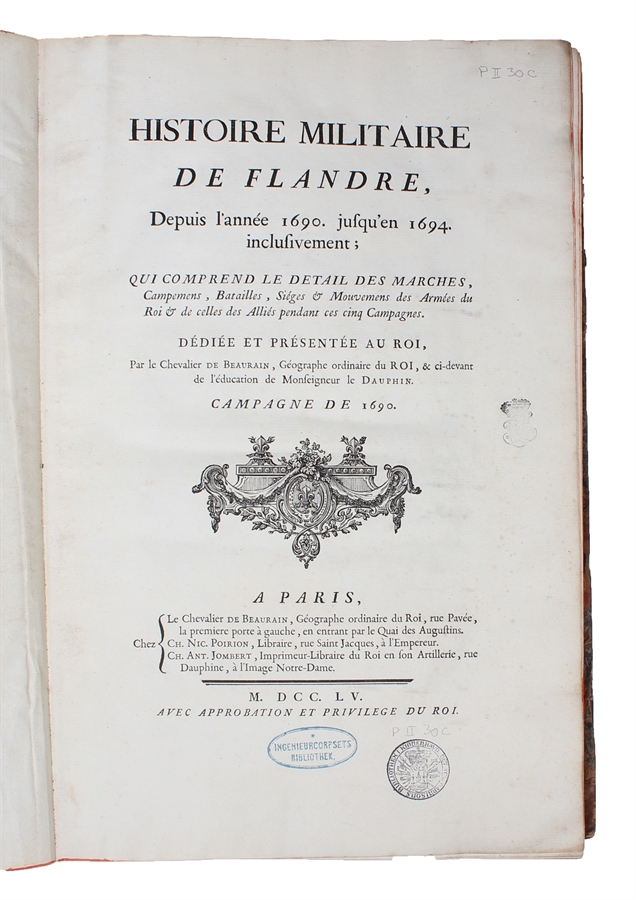 P II 30 C
HISTOIRE MILITAIRE
DE FLANDRE,
Depuis l'année 1690. juſqu'en 1694.
incluſivement ;
QUI COMPREND LE DETAIL DES MARCHES,
Campemens, Batailles, Siéges & Mouvemens des Armées du
Roi & de celles des Alliés pendant ces cinq Campagnes.
DÉDIÉE ET PRÉSENTÉE AU ROI,
Par le Chevalier DE BEAURAIN, Géographe ordinaire du ROI, & ci-devant
de l'éducation de Monſeigneur le DAUPHIN.
CAMPAGNE DE 1690.
A PARIS,
Chez
Le Chevalier DE BEAURAIN, Géographe ordinaire du Roi, rue Pavée,
la premiere porte à gauche, en entrant par le Quai des Auguſtins.
CH. NIC. POIRION, Libraire, rue Saint Jacques, à l'Empereur.
CH. ANT. JOMBERT, Imprimeur-Libraire du Roi en ſon Artillerie, rue
Dauphine, à l'Image Notre-Dame.
M. DCC. LV.
AVEC APPROBATION ET PRIVILEGE DU ROI.
P II 30 C
INGENIEURCORPSETS
BIBLIOTHEK.